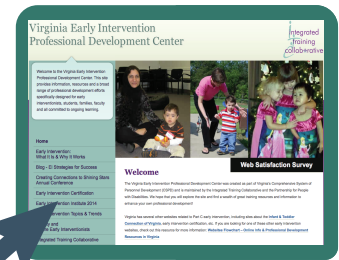 Virginia Early Intervention
Professional Development Center
Integrated
training
collaborative
Welcome to the Virginia Early Intervention
Professional Development Center. This site
provides information, resources and a broad
range of professional development efforts
specifically designed for early
interventionists, students, families, faculty
and all committed to ongoing learning.
Home
Early Intervention:
What It Is & Why It Works
Blog - EI Strategies for Success
Creating Connections to Shining Stars
Annual Conference
Early Intervention Certification
Early Intervention Institute 2014
Intervention Topics & Trends
and
Early Interventionists
Integrated Training Collaborative
Web Satisfaction Survey
Welcome
The Virginia Early Intervention Professional Development Center was created as part of Virginia's Comprehensive System of
Personnel Development (CSPD) and is maintained by the Integrated Training Collaborative and the Partnership for People
with Disabilities. We hope that you will explore the site and find a wealth of great training resources and information to
enhance your own professional development!
Virginia has several other websites related to Part C early intervention, including sites about the Infant & Toddler
Connection of Virginia, early intervention certification, etc. If you are looking for one of these other early intervention
websites, check out this resource for more information: Websites Flowchart - Online Info & Professional Development
Resources in Virginia